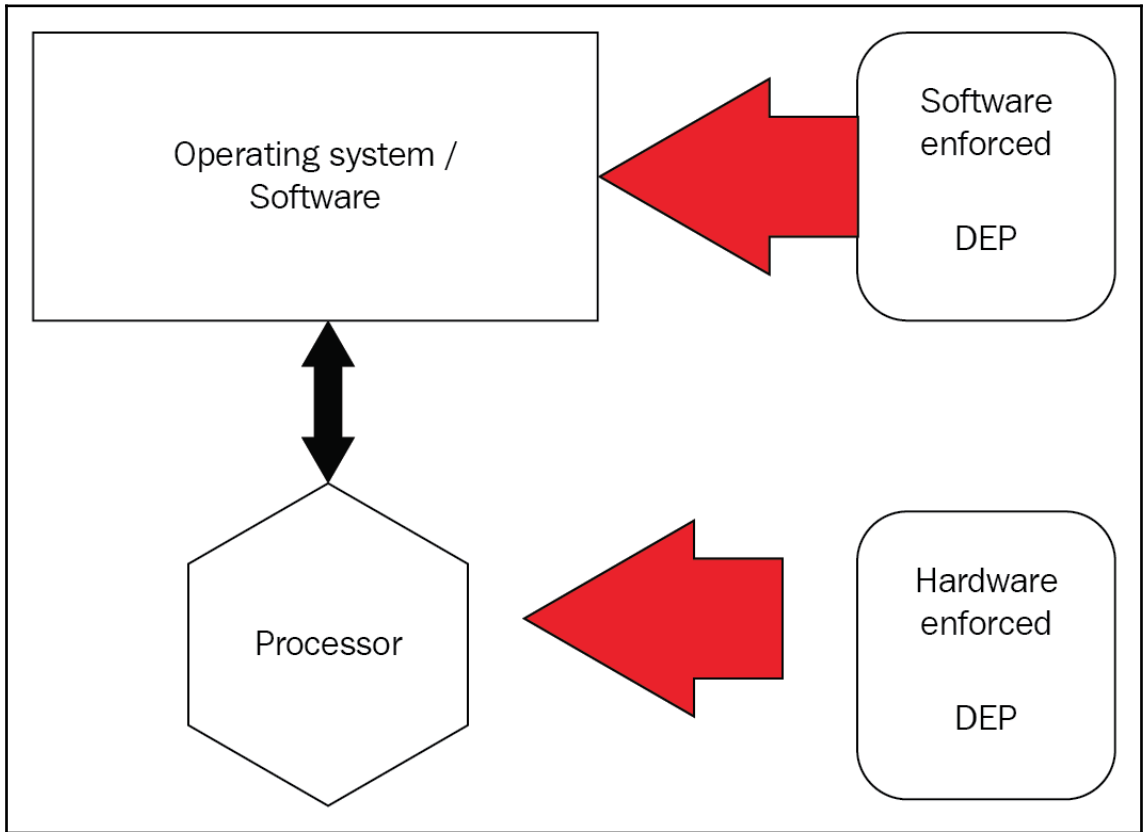 Operating system /
Software
Software
enforced
DEP
Processor
Hardware
enforced
DEP